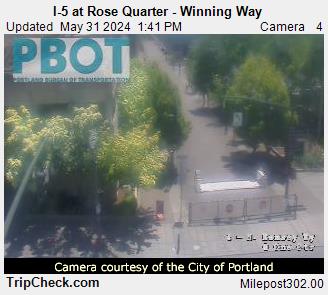 I-5 at Rose Quarter - Winning Way
Updated May 31 2024 1:41 PM Camera 4
PBOT
PORTLAND BUREAU OF TRANSPORTATION
Camera courtesy of the City of Portland
TripCheck.com Milepost302.00